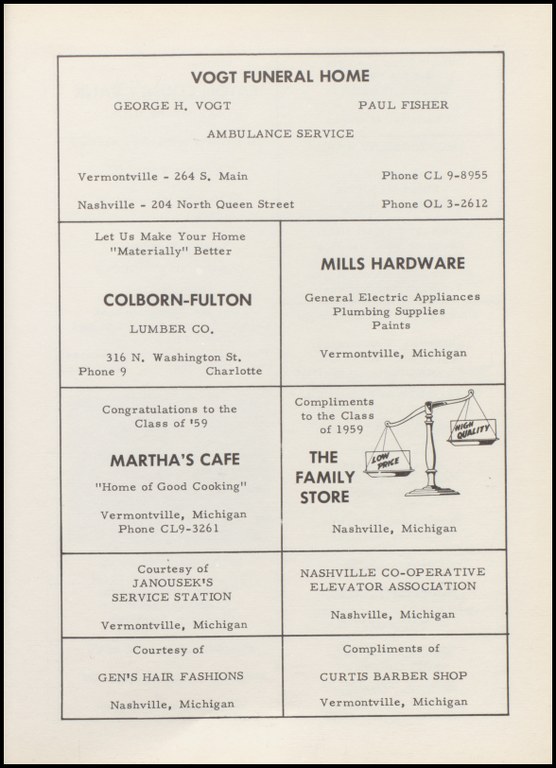 VOGT FUNERAL HOME
GEORGE H. VOGT PAUL FISHER
AMBULANCE SERVICE
Vermontville - 264 S. Main Phone CL 9-8955
Nashville - 204 North Queen Street Phone OL 3-2612
Let Us Make Your Home
"Materially" Better
COLBORN-FULTON
LUMBER CO.
316 N. Washington St.
Phone 9 Charlotte
MILLS HARDWARE
General Electric Appliances
Plumbing Supplies
Paints
Vermontville, Michigan
Congratulations to the
Class of '59
MARTHA'S CAFE
"Home of Good Cooking"
Vermontville, Michigan
Phone CL9-3261
Compliments
to the Class
of 1959
THE
FAMILY
STORE
LOW
PRICE
HIGH
QUALITY
Nashville, Michigan
Courtesy of
JANOUSEK'S
SERVICE STATION
Vermontville, Michigan
NASHVILLE CO-OPERATIVE
ELEVATOR ASSOCIATION
Nashville, Michigan
Courtesy of
GEN'S HAIR FASHIONS
Nashville, Michigan
Compliments of
CURTIS BARBER SHOP
Vermontville, Michigan